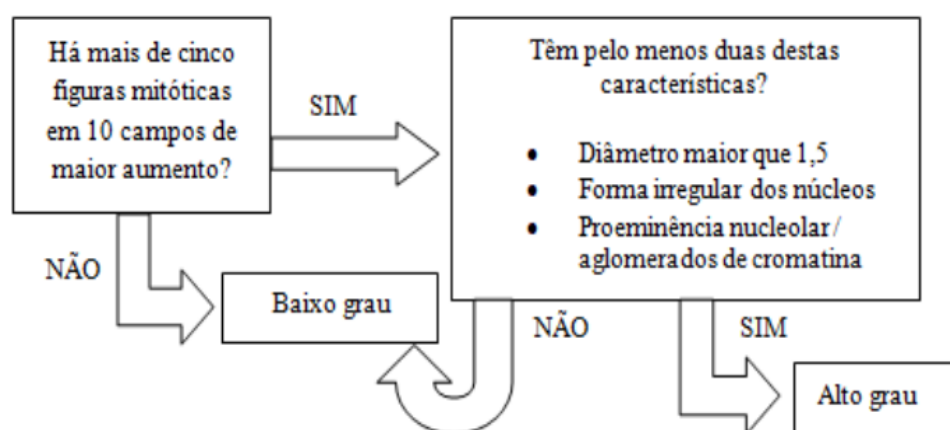 Há mais de cinco
figuras mitóticas
em 10 campos de
maior aumento?
SIM
NÃO
Baixo grau
Têm pelo menos duas destas
características?
• Diâmetro maior que 1,5
• Forma irregular dos núcleos
• Proeminência nucleolar /
aglomerados de cromatina
NÃO
SIM
Alto grau